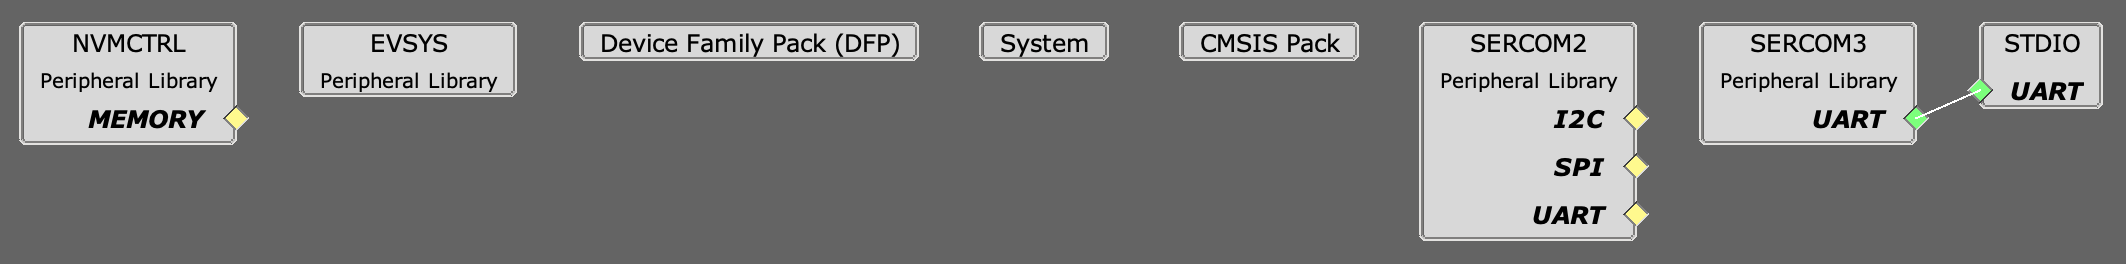 NVMCTRL
Peripheral Library
MEMORY
EVSYS
Peripheral Library
Device Family Pack (DFP)
System
CMSIS Pack
SERCOM2
Peripheral Library
I2C
SPI
UART
SERCOM3
Peripheral Library
UART
STDIO
UART